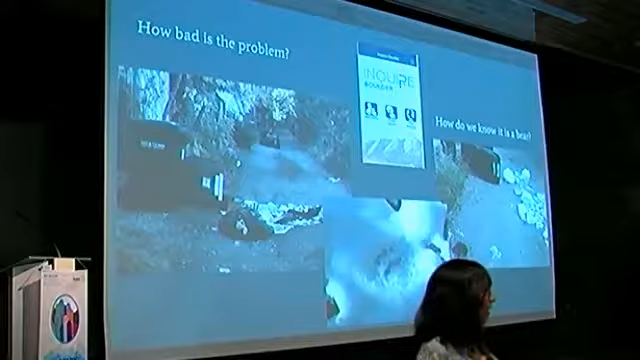 How bad is the problem?
INQUIRE
BOULDER
How do we know it is a bear?